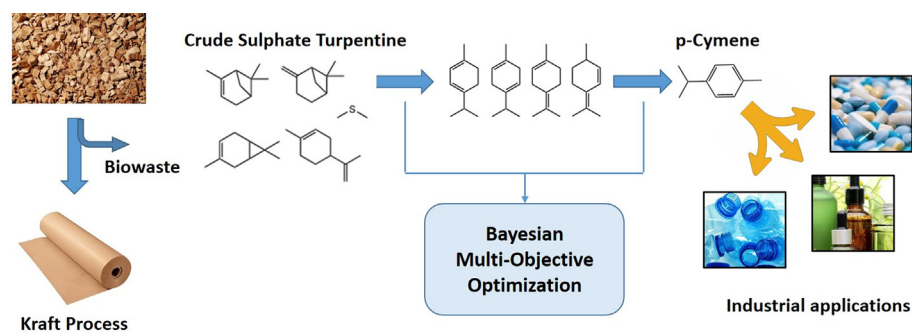 Crude Sulphate Turpentine
p-Cymene
S
Biowaste
Bayesian
Multi-Objective
Optimization
Kraft Process
Industrial applications